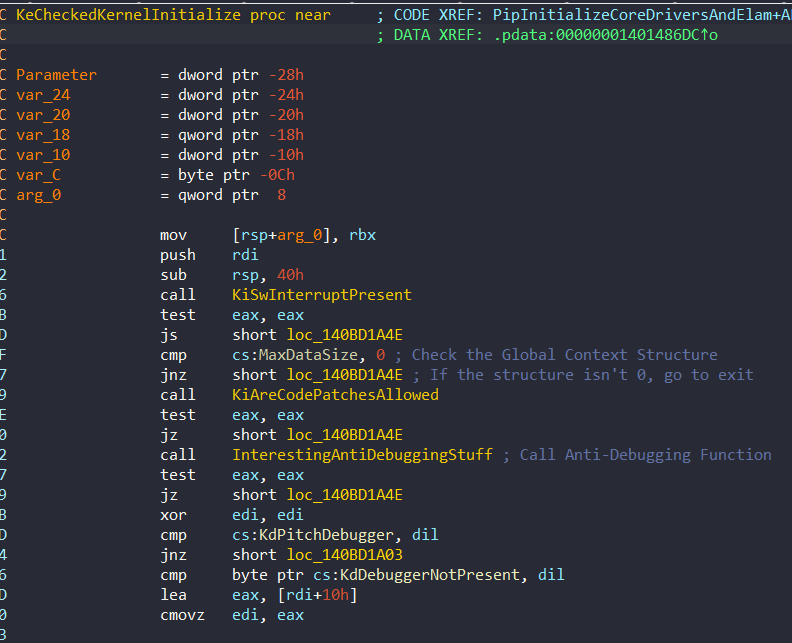 C KeCheckedKernelInitialize proc near ; CODE XREF: PipInitializeCoreDriversAndElam+A
C ; DATA XREF: .pdata:00000001401486DC↑o
C
C Parameter = dword ptr -28h
C var_24 = dword ptr -24h
C var_20 = dword ptr -20h
C var_18 = qword ptr -18h
C var_10 = dword ptr -10h
C var_C = byte ptr -0Ch
C arg_0 = qword ptr 8
C
C mov [rsp+arg_0], rbx
1 push rdi
2 sub rsp, 40h
6 call KiSwInterruptPresent
B test eax, eax
D js short loc_140BD1A4E
F cmp cs:MaxDataSize, 0 ; Check the Global Context Structure
7 jnz short loc_140BD1A4E ; If the structure isn't 0, go to exit
9 call KiAreCodePatchesAllowed
E test eax, eax
0 jz short loc_140BD1A4E
2 call InterestingAntiDebuggingStuff ; Call Anti-Debugging Function
7 test eax, eax
9 jz short loc_140BD1A4E
B xor edi, edi
D cmp cs:KdPitchDebugger, dil
4 jnz short loc_140BD1A03
6 cmp byte ptr cs:KdDebuggerNotPresent, dil
D lea eax, [rdi+10h]
0 cmovz edi, eax
3